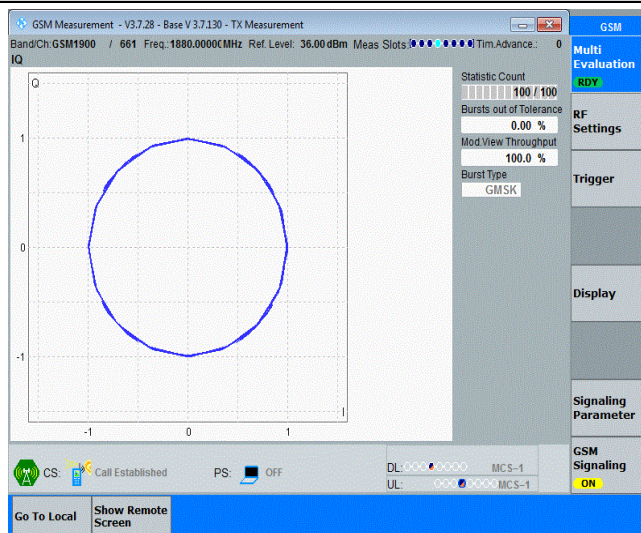 GSM Measurement - V3.7.28 - Base V 3.7.130 - TX Measurement
GSM
Band/Ch:GSM1900 / 661 Freq.:1880.00000MHz Ref. Level: 36.00 dBm Meas Slots: Tim.Advance.: 0
IQ
Multi
Evaluation
RDY
Q
Statistic Count
100 / 100
Bursts out of Tolerance
0.00 %
Mod.View Throughput
100.0 %
Burst Type
GMSK
RF
Settings
Trigger
Display
Signaling
Parameter
GSM
Signaling
ON
1
0
-1
I
-1 0 1
CS: Call Established PS: OFF
DL: MCS-1
UL: MCS-1
Go To Local
Show Remote
Screen